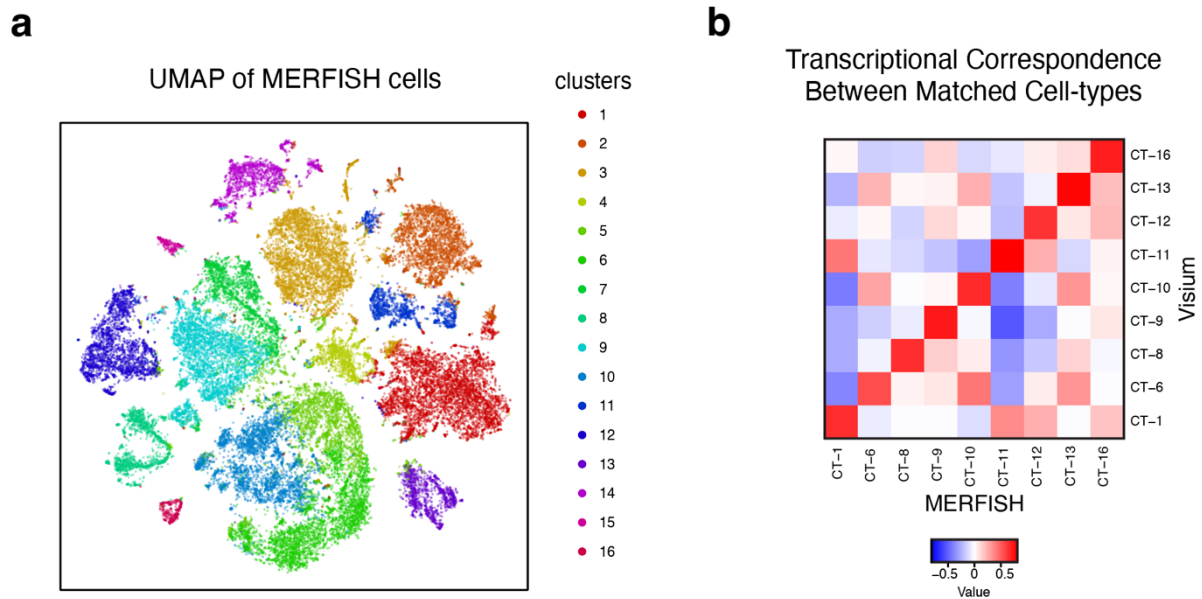 a
UMAP of MERFISH cells
clusters
1
2
3
4
5
6
7
8
9
10
11
12
13
14
15
16
b
Transcriptional Correspondence
Between Matched Cell-types
CT-16
CT-13
CT-12
CT-11
CT-10
CT-9
CT-8
CT-6
CT-1
Visium
CT-1 CT-6 CT-8 CT-9 CT-10 CT-11 CT-12 CT-13 CT-16
MERFISH
-0.5 0 0.5
Value